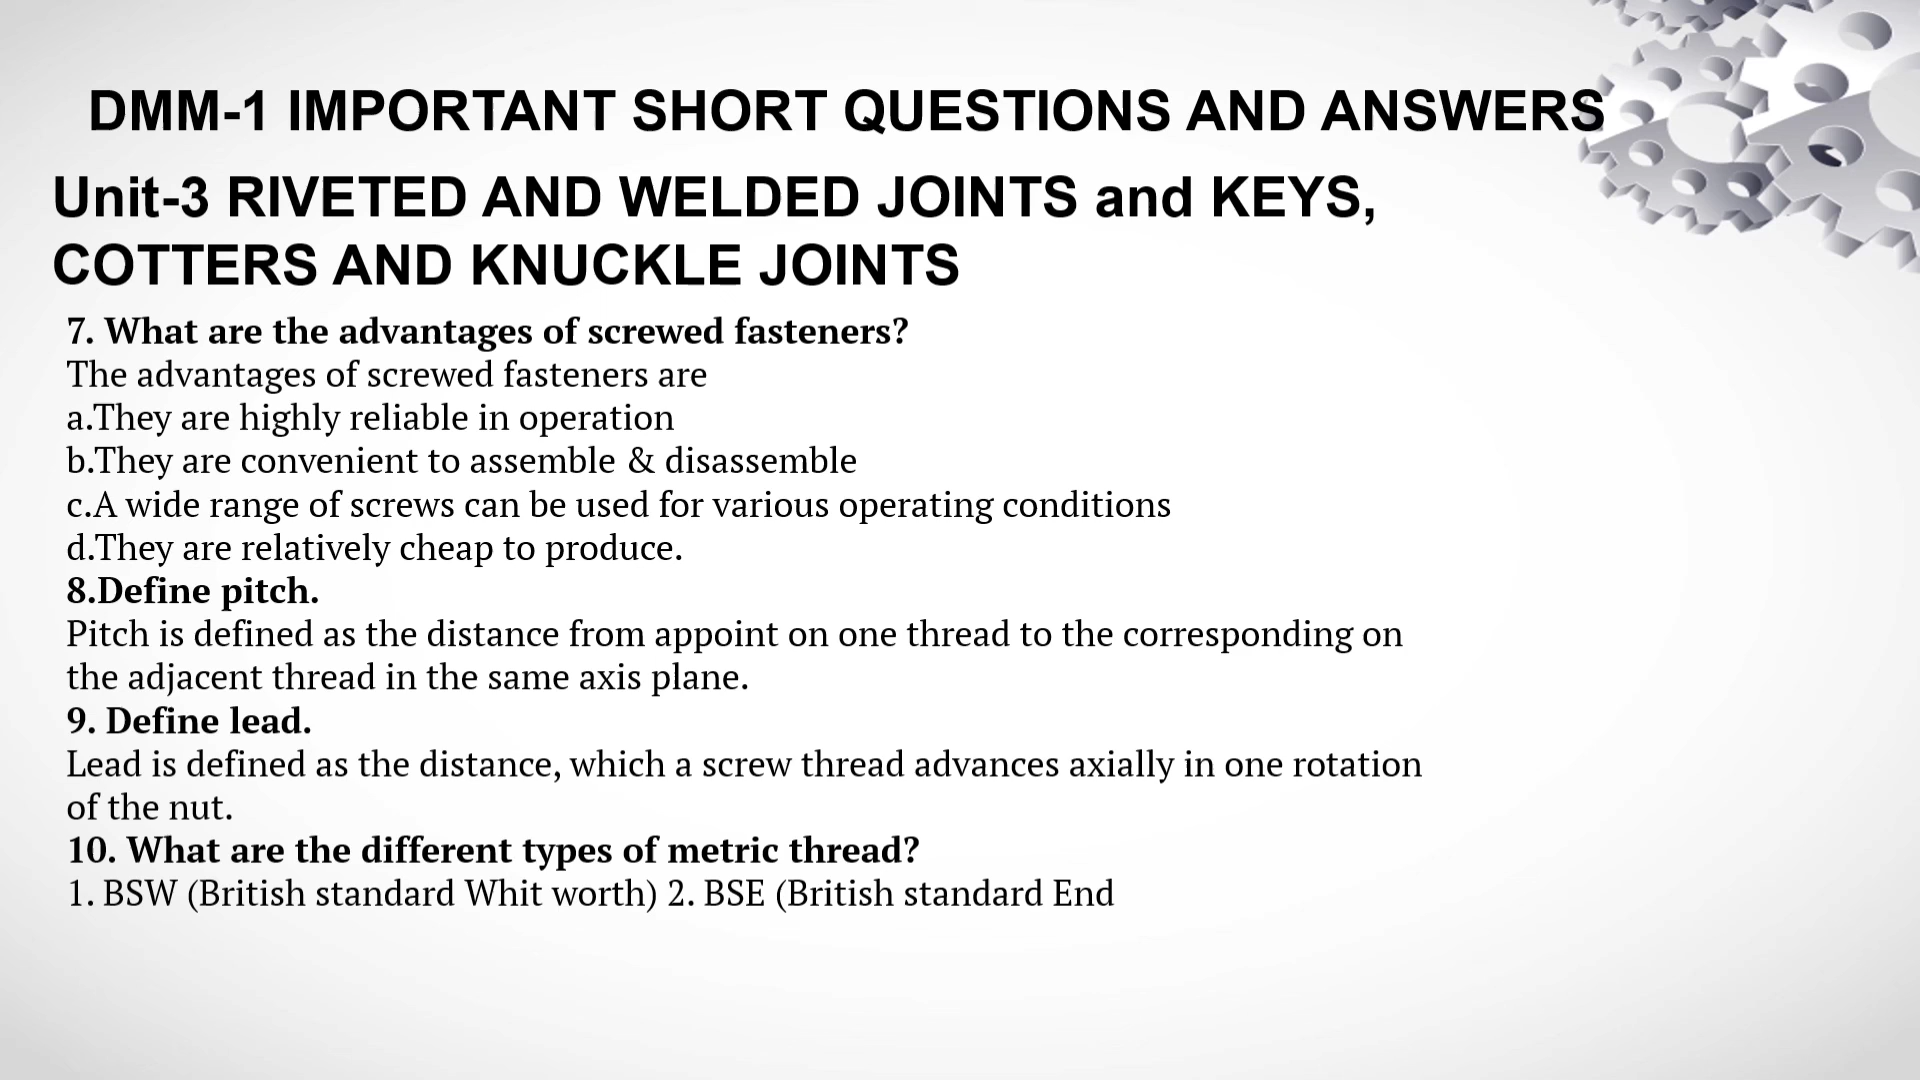 DMM-1 IMPORTANT SHORT QUESTIONS AND ANSWERS
Unit-3 RIVETED AND WELDED JOINTS and KEYS,
COTTERS AND KNUCKLE JOINTS
7. What are the advantages of screwed fasteners?
The advantages of screwed fasteners are
a.They are highly reliable in operation
b.They are convenient to assemble & disassemble
c.A wide range of screws can be used for various operating conditions
d.They are relatively cheap to produce.
8.Define pitch.
Pitch is defined as the distance from appoint on one thread to the corresponding on
the adjacent thread in the same axis plane.
9. Define lead.
Lead is defined as the distance, which a screw thread advances axially in one rotation
of the nut.
10. What are the different types of metric thread?
1. BSW (British standard Whit worth) 2. BSE (British standard End